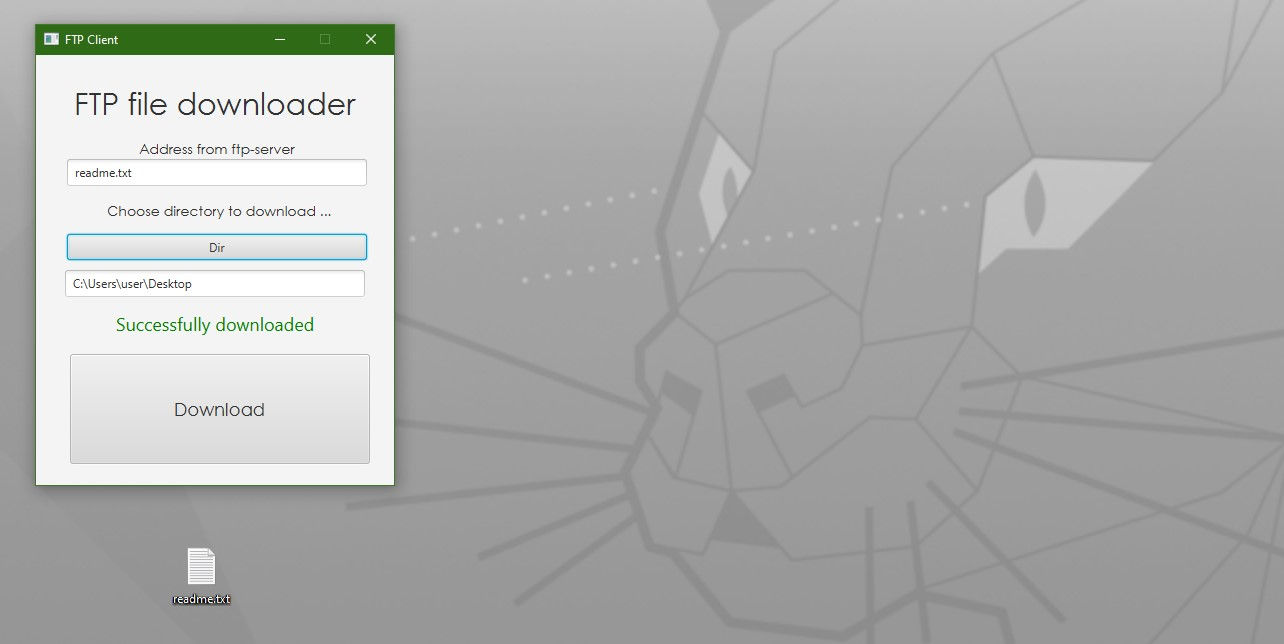 FTP Client
FTP file downloader
Address from ftp-server
readme.txt
Choose directory to download ...
Dir
C:\Users\user\Desktop
Successfully downloaded
Download
readme.txt